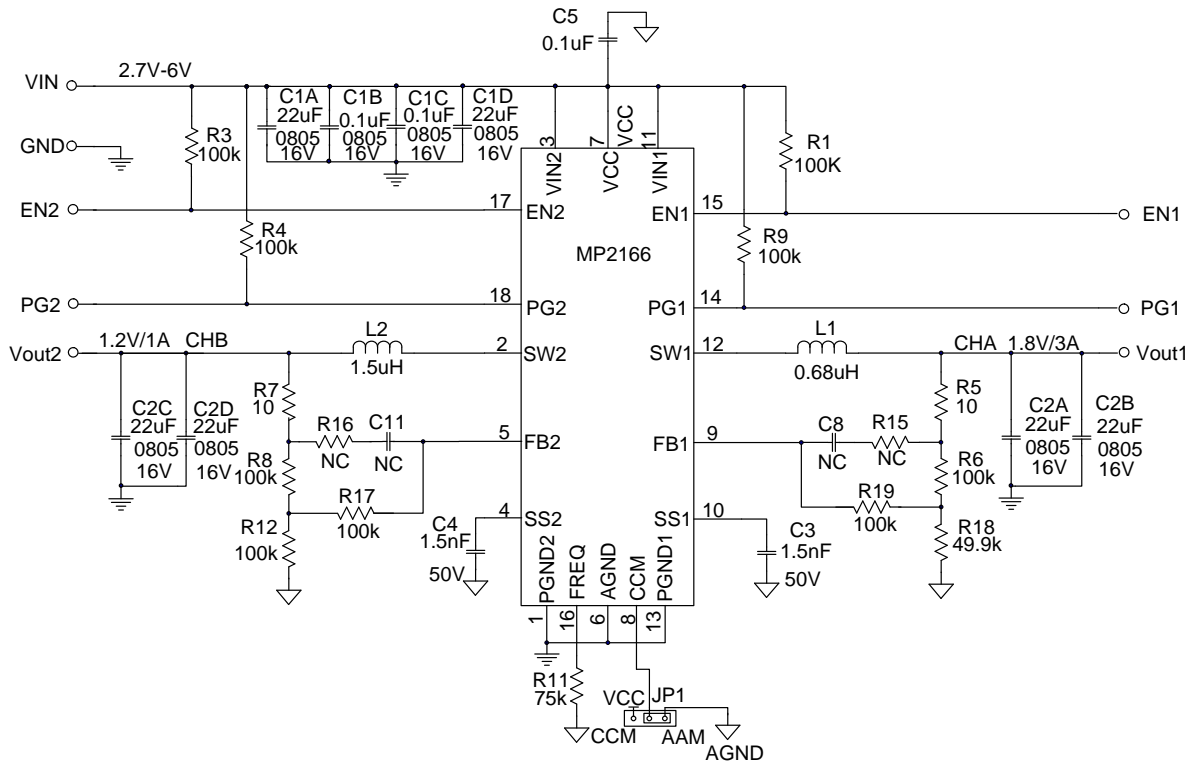 C5
0.1uF
VIN
2.7V-6V
GND
R3
100k
C1A
22uF
0805
16V
C1B
0.1uF
0805
16V
C1C
0.1uF
0805
16V
C1D
22uF
0805
16V
3
VIN2
7
VCC
VCC
11
VIN1
R1
100K
EN2
17
EN2
EN1
15
EN1
R4
100k
MP2166
R9
100k
PG2
18
PG2
PG1
14
PG1
Vout2
1.2V/1A
CHB
L2
1.5uH
2
SW2
SW1
12
L1
0.68uH
CHA
1.8V/3A
Vout1
C2C
22uF
0805
16V
C2D
22uF
0805
16V
R7
10
R16
NC
C11
NC
5
FB2
FB1
9
C8
NC
R15
NC
R5
10
C2A
22uF
0805
16V
C2B
22uF
0805
16V
R8
100k
R17
100k
R19
100k
R6
100k
R12
100k
C4
1.5nF
50V
4
SS2
SS1
10
C3
1.5nF
50V
R18
49.9k
PGND2
FREQ
AGND
CCM
PGND1
1
16
6
8
13
R11
75k
VCC
JP1
CCM
AAM
AGND